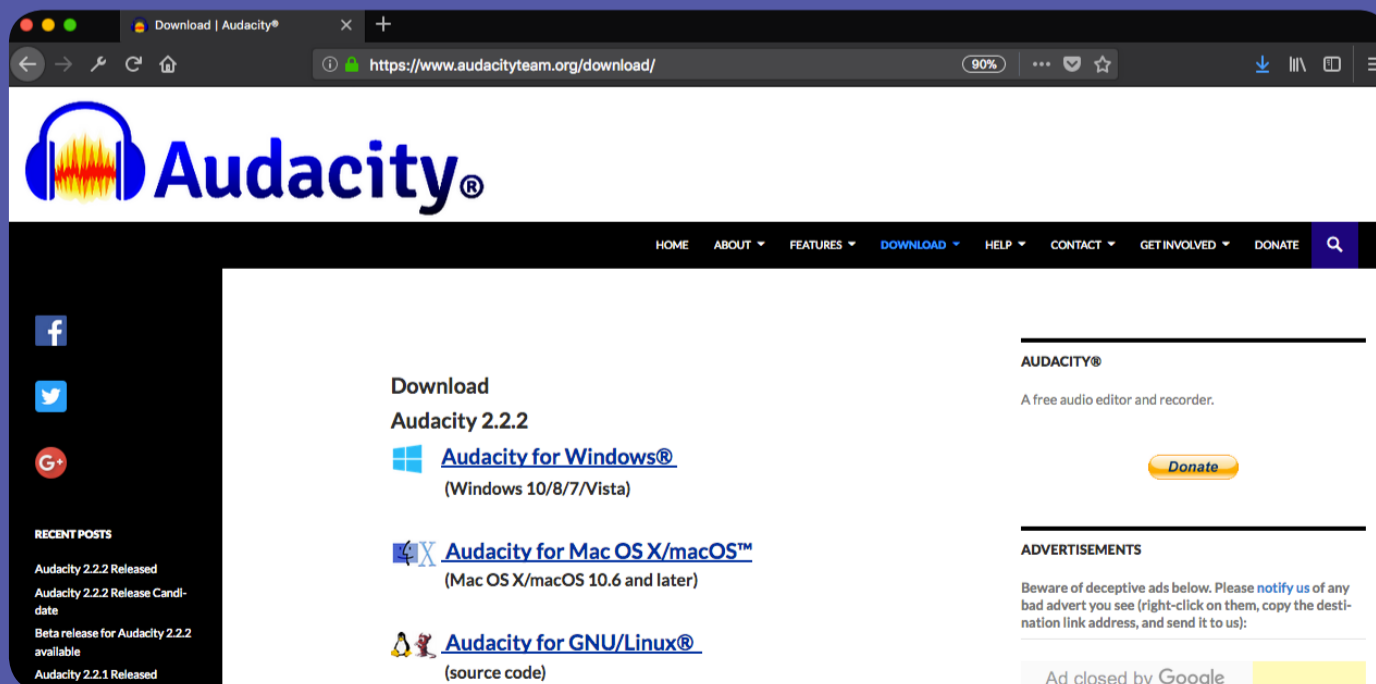 Download | Audacity®
https://www.audacityteam.org/download/
90%
Audacity®
HOME ABOUT FEATURES DOWNLOAD HELP CONTACT GET INVOLVED DONATE
RECENT POSTS
Audacity 2.2.2 Released
Audacity 2.2.2 Release Candi-
date
Beta release for Audacity 2.2.2
available
Audacity 2.2.1 Released
Download
Audacity 2.2.2
Audacity for Windows®
(Windows 10/8/7/Vista)
Audacity for Mac OS X/macOS™
(Mac OS X/macOS 10.6 and later)
Audacity for GNU/Linux®
(source code)
AUDACITY®
A free audio editor and recorder.
Donate
ADVERTISEMENTS
Beware of deceptive ads below. Please notify us of any
bad advert you see (right-click on them, copy the desti-
nation link address, and send it to us):
Ad closed by Google